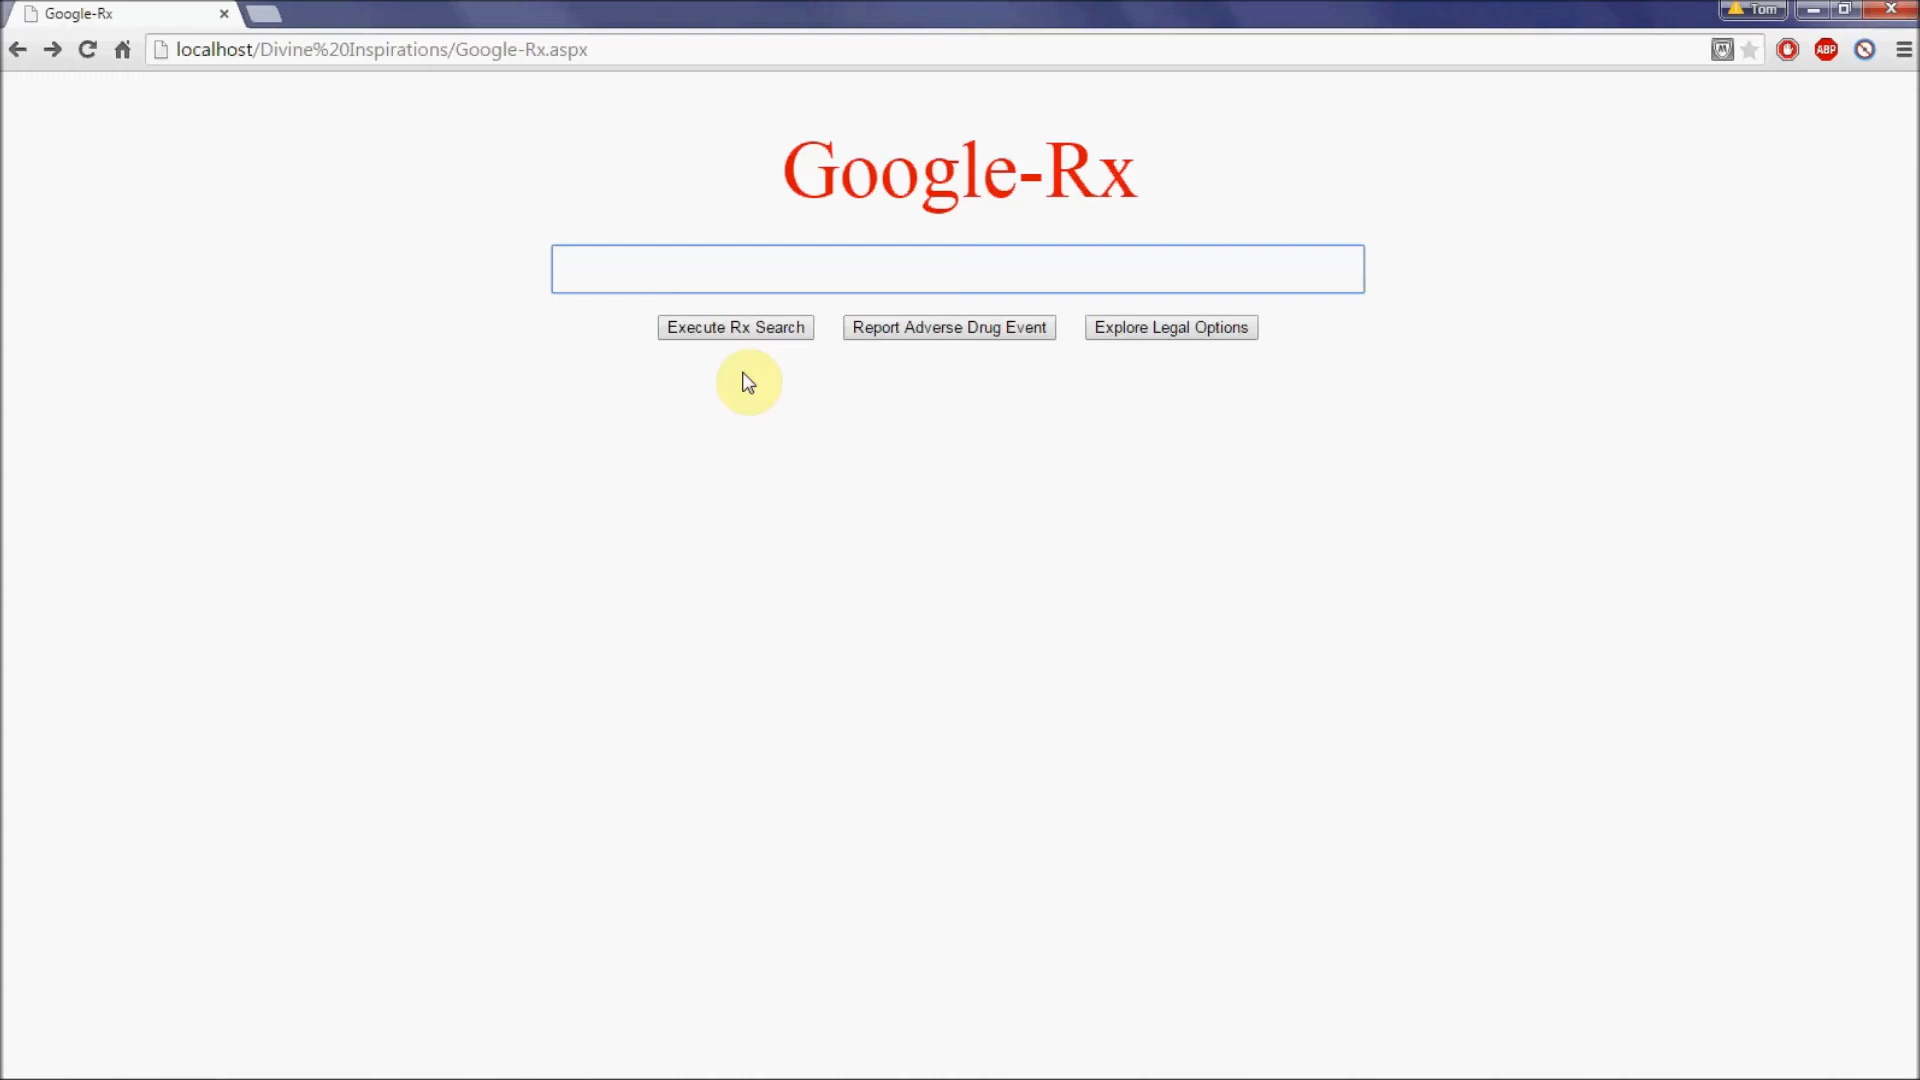 Google-Rx
Tom
localhost/Divine%20Inspirations/Google-Rx.aspx
ABP
Google-Rx
Execute Rx Search
Report Adverse Drug Event
Explore Legal Options